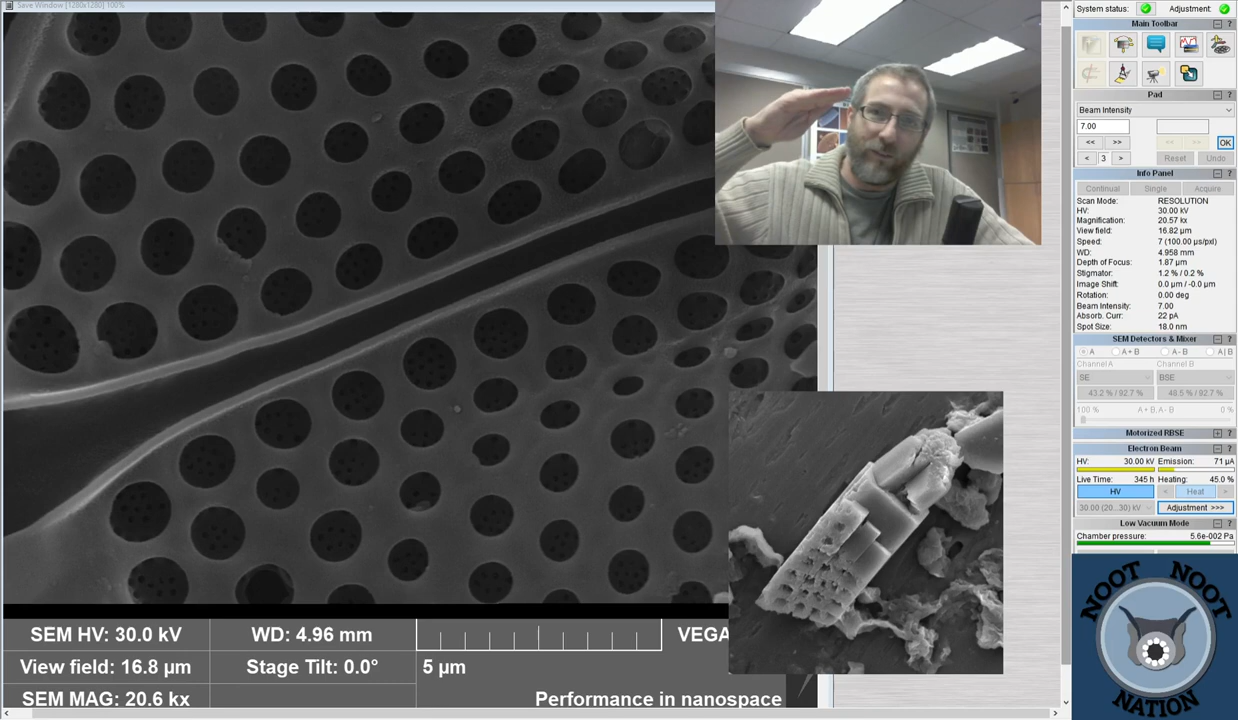 Save Window [1280x1280] 100%
SEM HV: 30.0 kV
WD: 4.96 mm
VEGA
View field: 16.8 µm
Stage Tilt: 0.0°
5 µm
SEM MAG: 20.6 kx
Performance in nanospace
System status:
Adjustment:
Main Toolbar
Pad
Beam Intensity
7.00
<< >> << >> OK
< 3 > Reset Undo
Info Panel
Continual Single Acquire
Scan Mode: RESOLUTION
HV: 30.00 kV
Magnification: 20.57 kx
View field: 16.82 µm
Speed: 7 (100.00 µs/pxl)
WD: 4.958 mm
Depth of Focus: 1.87 µm
Stigmator: 1.2 % / 0.2 %
Image Shift: 0.0 µm / -0.0 µm
Rotation: 0.00 deg
Beam Intensity: 7.00
Absorb. Curr: 22 pA
Spot Size: 18.0 nm
SEM Detectors & Mixer
A A + B A - B A | B
Channel A Channel B
SE BSE
43.2 % / 92.7 % 48.5 % / 92.7 %
100 % A + B, A - B 0 %
Motorized RBSE
Electron Beam
HV: 30.00 kV Emission: 71 µA
Live Time: 345 h Heating: 45.0 %
HV < Heat >
30.00 (20...30) kV Adjustment >>>
Low Vacuum Mode
Chamber pressure: 5.6e-002 Pa
NOOT NOOT
NATION